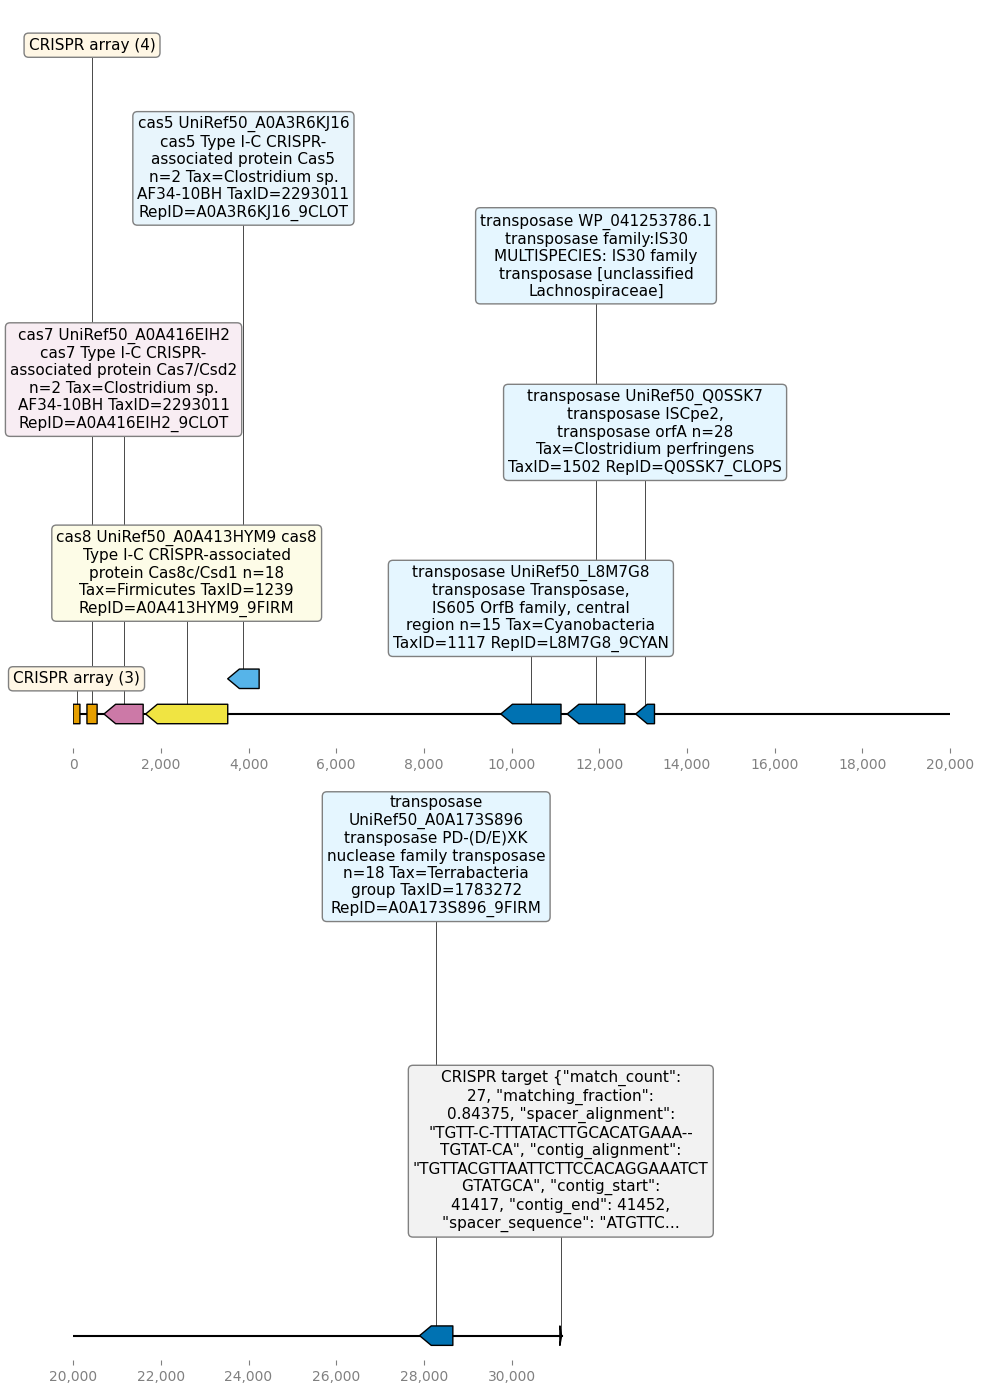 CRISPR array (4)
cas5 UniRef50_A0A3R6KJ16
cas5 Type I-C CRISPR-
associated protein Cas5
n=2 Tax=Clostridium sp.
AF34-10BH TaxID=2293011
RepID=A0A3R6KJ16_9CLOT
transposase WP_041253786.1
transposase family:IS30
MULTISPECIES: IS30 family
transposase [unclassified
Lachnospiraceae]
cas7 UniRef50_A0A416EIH2
cas7 Type I-C CRISPR-
associated protein Cas7/Csd2
n=2 Tax=Clostridium sp.
AF34-10BH TaxID=2293011
RepID=A0A416EIH2_9CLOT
transposase UniRef50_Q0SSK7
transposase ISCpe2,
transposase orfA n=28
Tax=Clostridium perfringens
TaxID=1502 RepID=Q0SSK7_CLOPS
cas8 UniRef50_A0A413HYM9 cas8
Type I-C CRISPR-associated
protein Cas8c/Csd1 n=18
Tax=Firmicutes TaxID=1239
RepID=A0A413HYM9_9FIRM
transposase UniRef50_L8M7G8
transposase Transposase,
IS605 OrfB family, central
region n=15 Tax=Cyanobacteria
TaxID=1117 RepID=L8M7G8_9CYAN
CRISPR array (3)
0 2,000 4,000 6,000 8,000 10,000 12,000 14,000 16,000 18,000 20,000
transposase
UniRef50_A0A173S896
transposase PD-(D/E)XK
nuclease family transposase
n=18 Tax=Terrabacteria
group TaxID=1783272
RepID=A0A173S896_9FIRM
CRISPR target {"match_count":
27, "matching_fraction":
0.84375, "spacer_alignment":
"TGTT-C-TTTATACTTGCACATGAAA--
TGTAT-CA", "contig_alignment":
"TGTTACGTTAATTCTTCCACAGGAAATCT
GTATGCA", "contig_start":
41417, "contig_end": 41452,
"spacer_sequence": "ATGTTC...
20,000 22,000 24,000 26,000 28,000 30,000